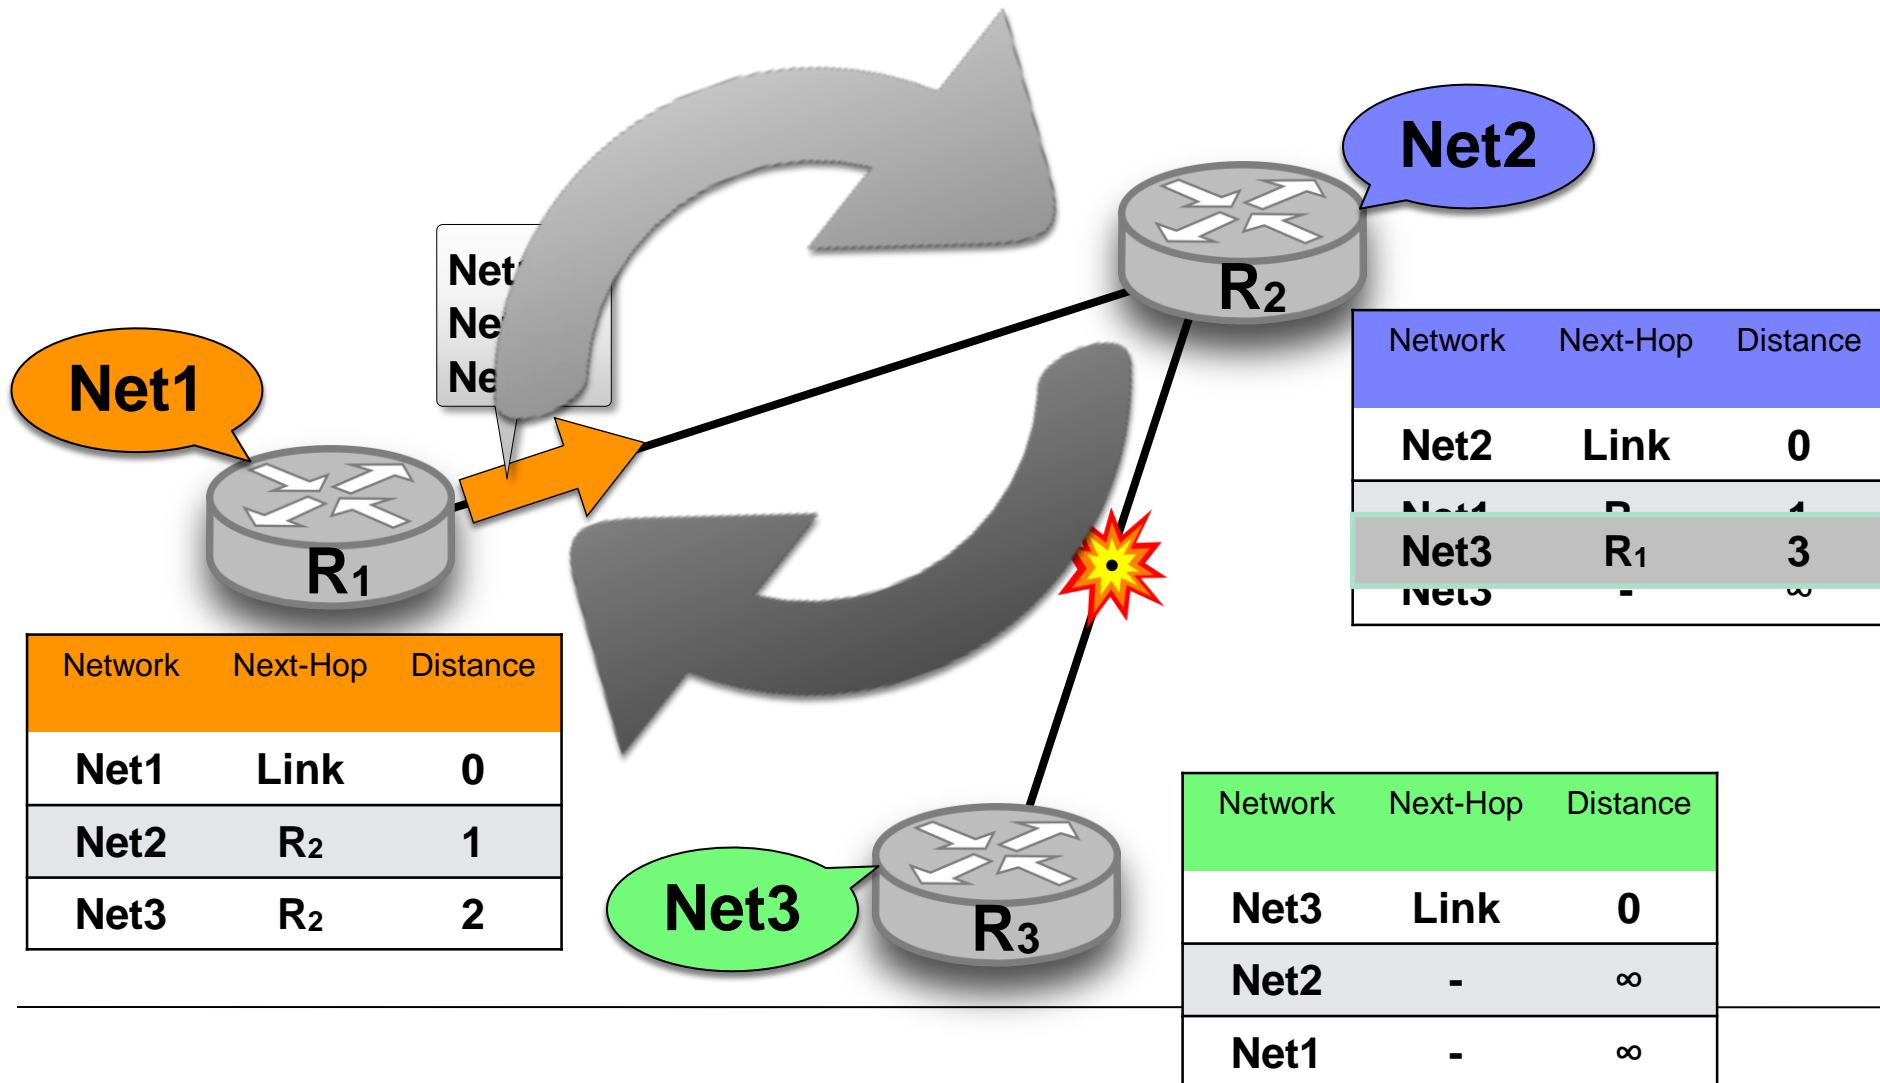 Net2
Net1
R2
R1
Network Next-Hop Distance
Net2 Link 0
Net3 R1 3
Net3 - ∞
Network Next-Hop Distance
Net1 Link 0
Net2 R2 1
Net3 R2 2
Net3
R3
Network Next-Hop Distance
Net3 Link 0
Net2 - ∞
Net1 - ∞